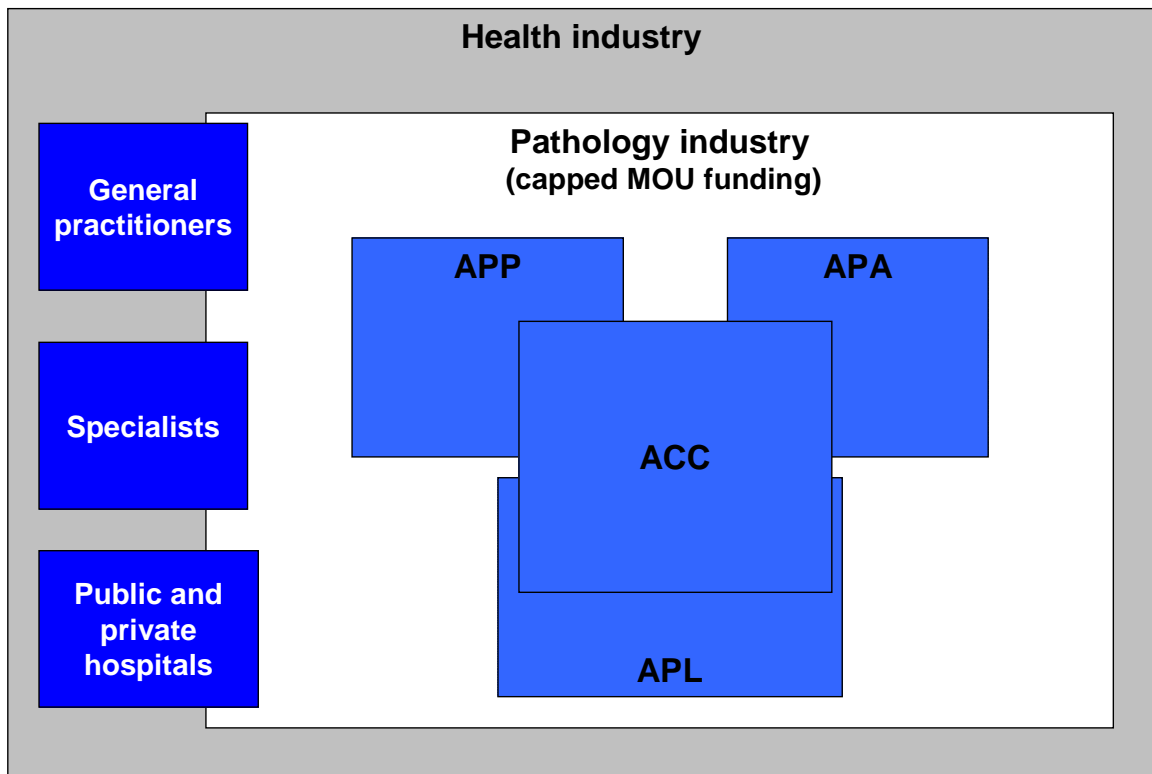 Health industry
Pathology industry
(capped MOU funding)
General
practitioners
APP
APA
Specialists
ACC
Public and
private
hospitals
APL